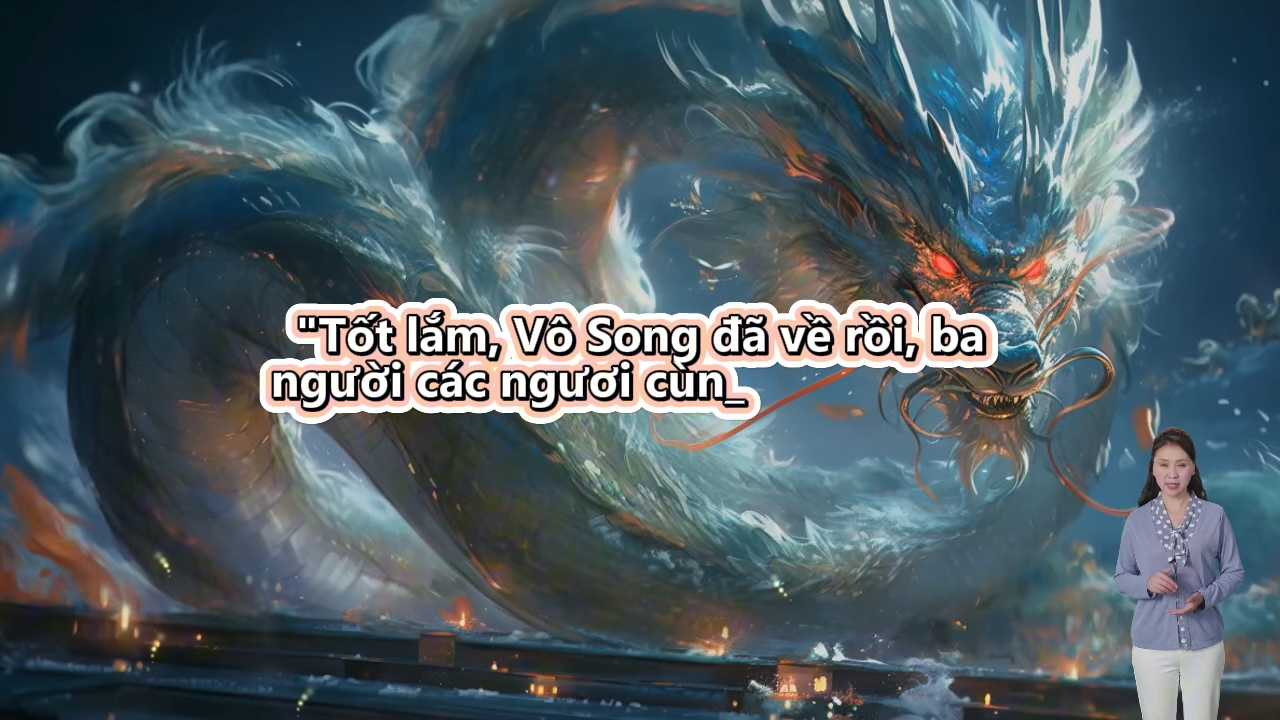 "Tốt lắm, Vô Song đã về rồi, ba
người các ngươi cùn_